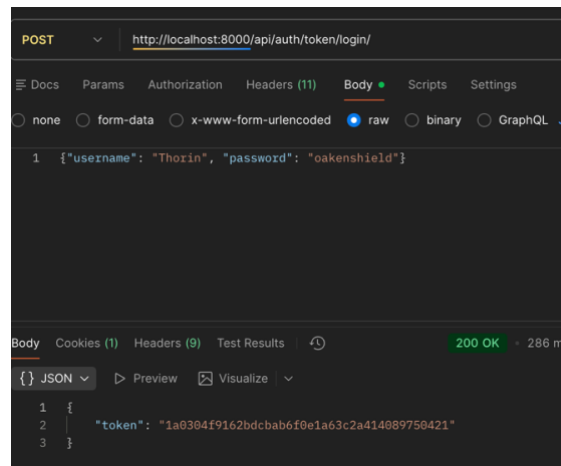 POST http://localhost:8000/api/auth/token/login/
Docs Params Authorization Headers (11) Body Scripts Settings
none form-data x-www-form-urlencoded raw binary GraphQL
1 {"username": "Thorin", "password": "oakenshield"}
Body Cookies (1) Headers (9) Test Results 200 OK 286 m
{} JSON Preview Visualize
1 {
2 "token": "1a0304f9162bdcbab6f0e1a63c2a414089750421"
3 }